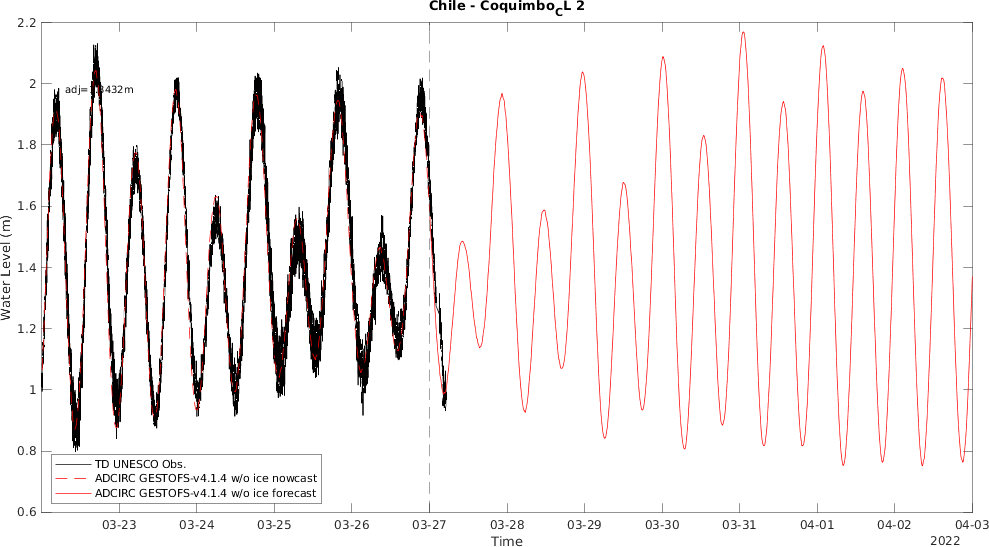 Chile - Coquimbo_CL 2
2.2
2
1.8
1.6
1.4
1.2
1
0.8
0.6
Water Level (m)
03-23 03-24 03-25 03-26 03-27 03-28 03-29 03-30 03-31 04-01 04-02 04-03
Time
2022
TD UNESCO Obs.
ADCIRC GESTOFS-v4.1.4 w/o ice nowcast
ADCIRC GESTOFS-v4.1.4 w/o ice forecast